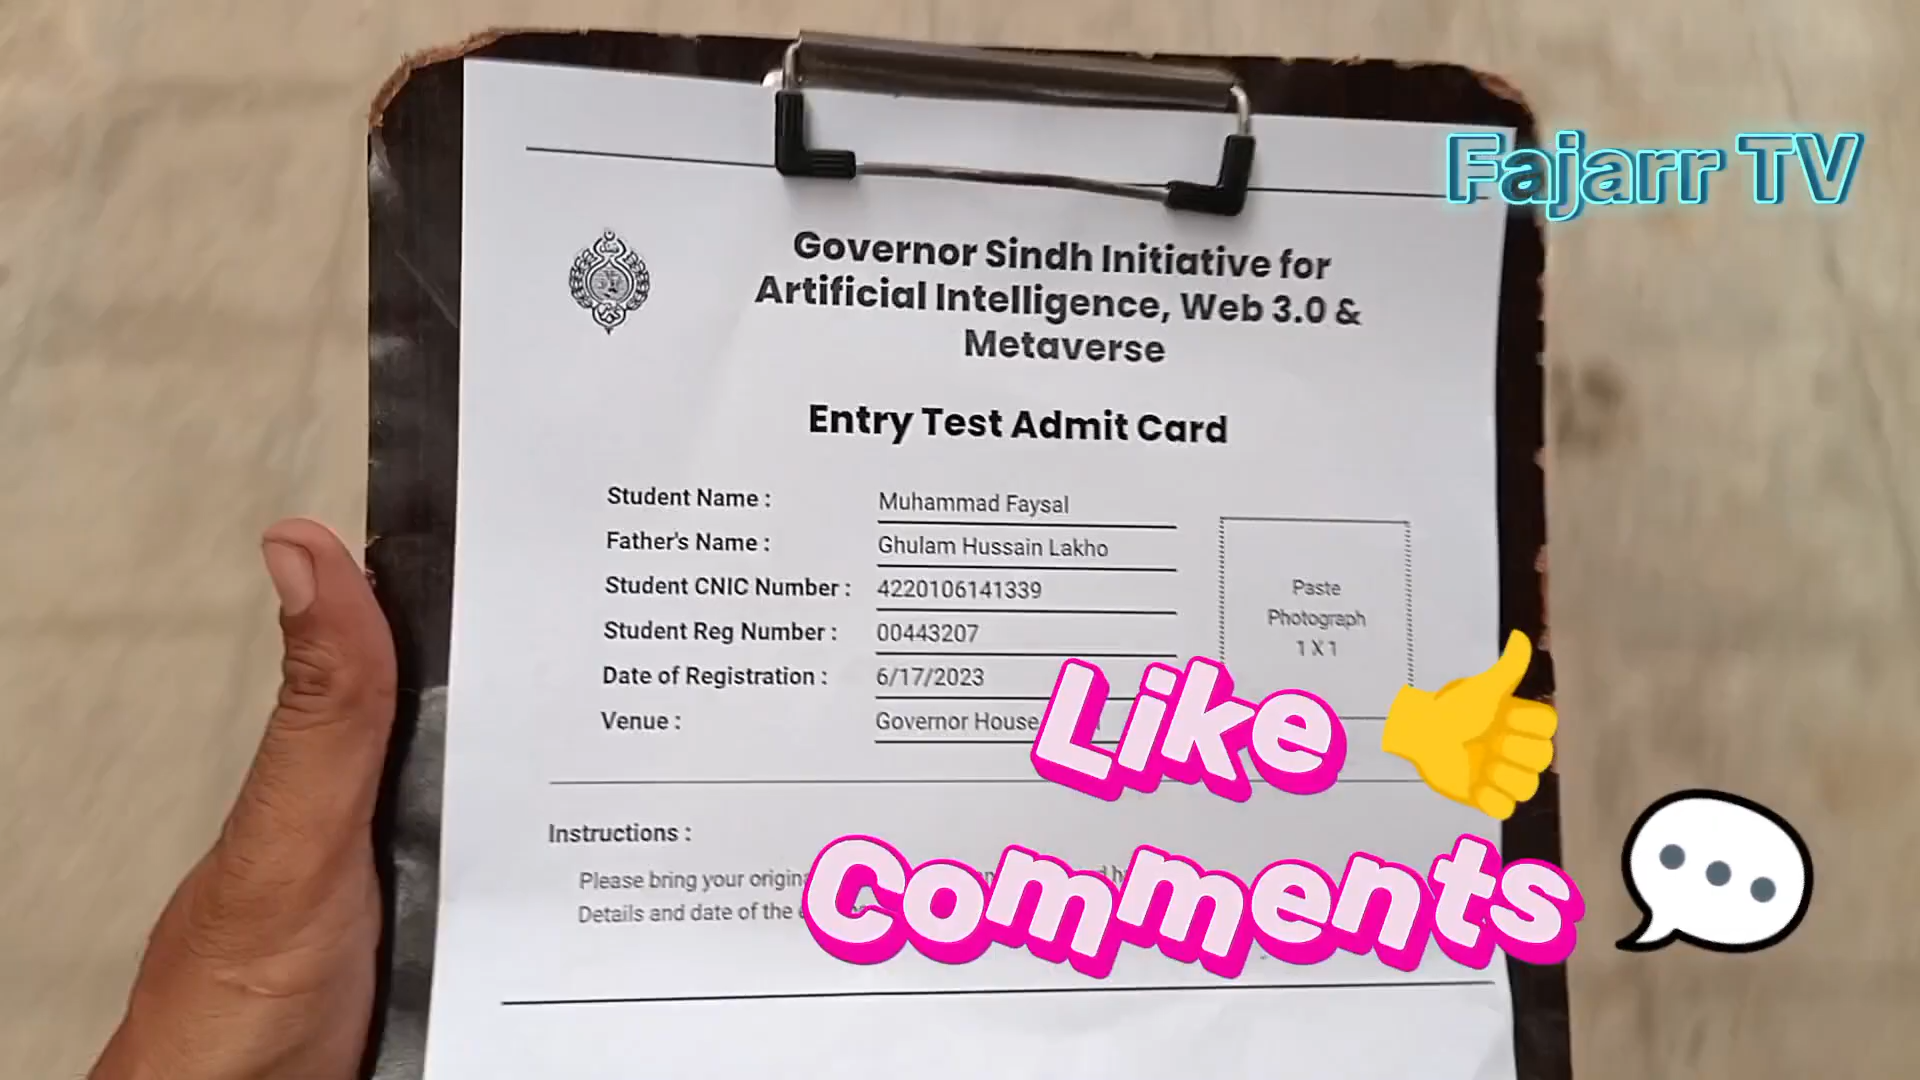 Fajarr TV
Governor Sindh Initiative for
Artificial Intelligence, Web 3.0 &
Metaverse
Entry Test Admit Card
Student Name : Muhammad Faysal
Father's Name : Ghulam Hussain Lakho
Student CNIC Number : 4220106141339
Student Reg Number : 00443207
Date of Registration : 6/17/2023
Venue : Governor House
Paste
Photograph
1 X 1
Like
Comments
Instructions :
Please bring your
Details and date of the